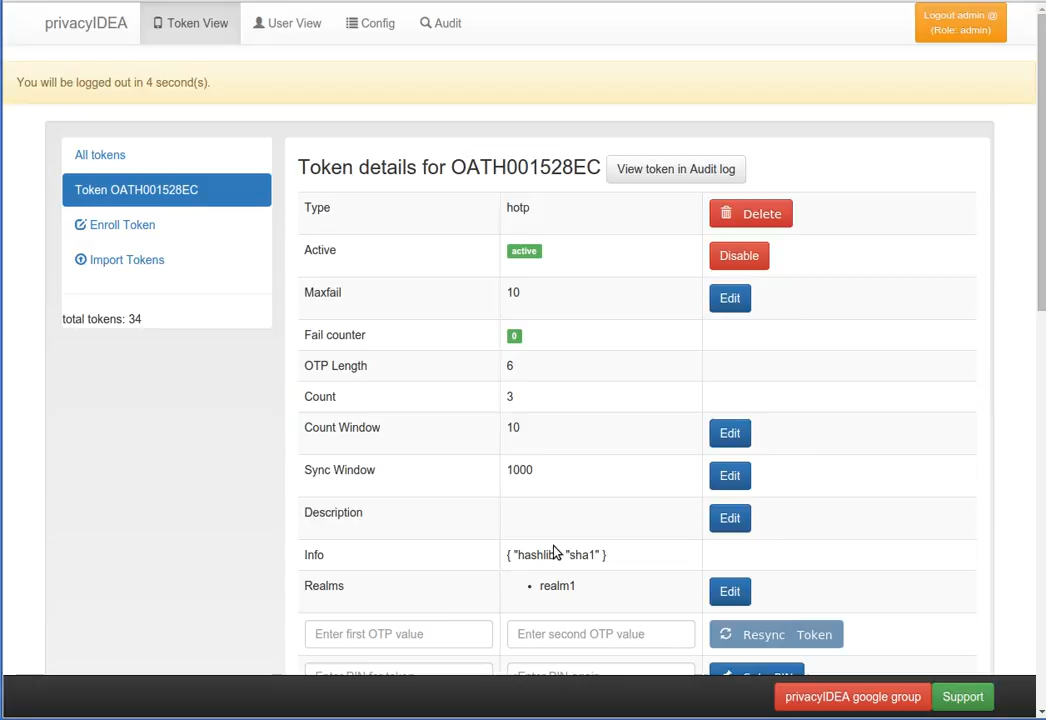 privacyIDEA Token View User View Config Audit Logout admin @
(Role: admin)
You will be logged out in 4 second(s).
All tokens
Token OATH001528EC
Enroll Token
Import Tokens
total tokens: 34
Token details for OATH001528EC View token in Audit log
Type hotp Delete
Active active Disable
Maxfail 10 Edit
Fail counter 0
OTP Length 6
Count 3
Count Window 10 Edit
Sync Window 1000 Edit
Description Edit
Info { "hashlib "sha1" }
Realms • realm1 Edit
Enter first OTP value Enter second OTP value Resync Token
privacyIDEA google group Support